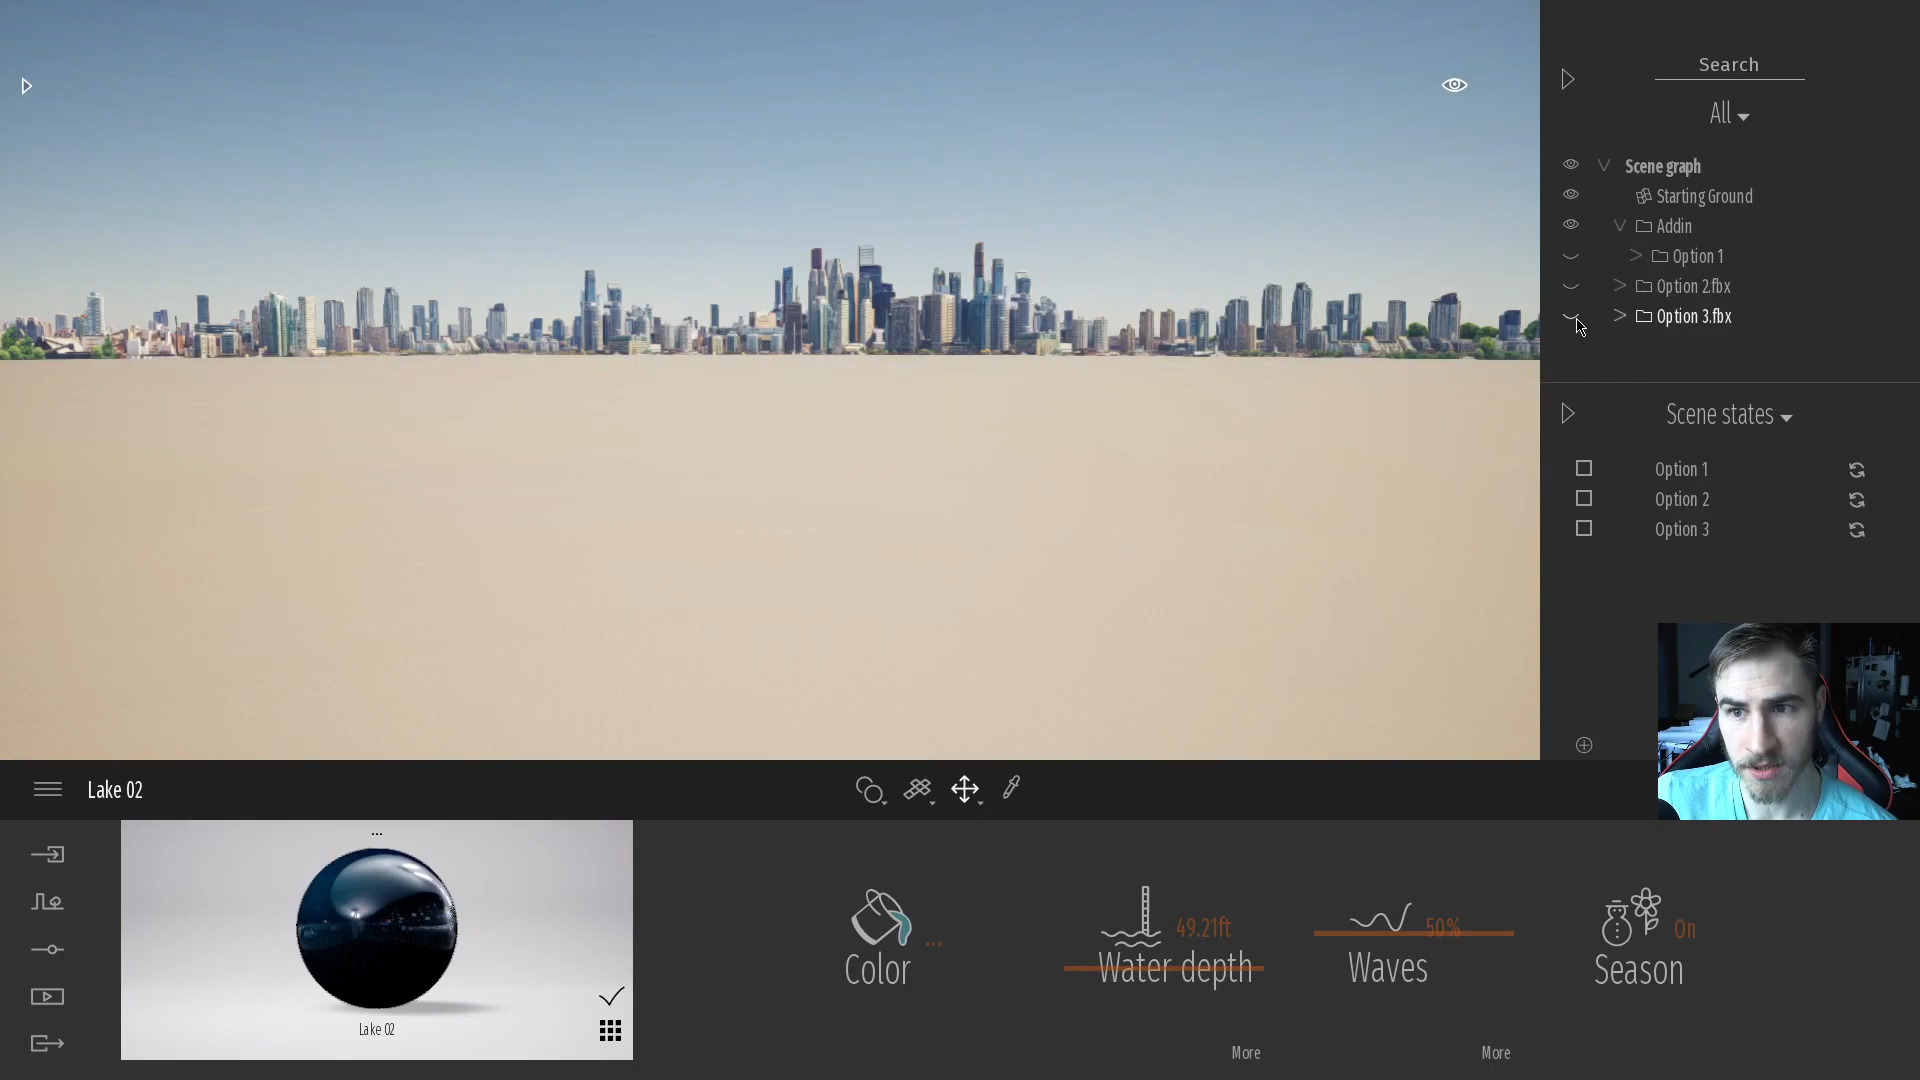 Search
All
Scene graph
Starting Ground
Addin
Option 1
Option 2.fbx
Option 3.fbx
Scene states
Option 1
Option 2
Option 3
Lake 02
...
Lake 02
...
Color
49.21ft
Water depth
More
50%
Waves
More
On
Season